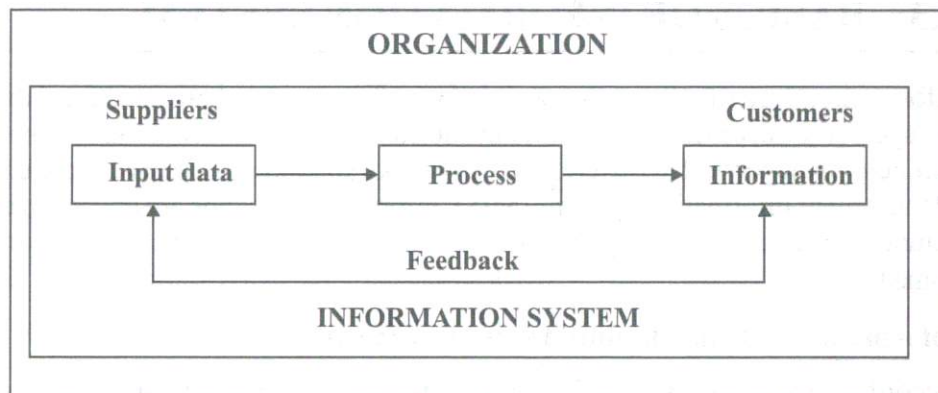 ORGANIZATION
Suppliers Customers
Input data Process Information
Feedback
INFORMATION SYSTEM